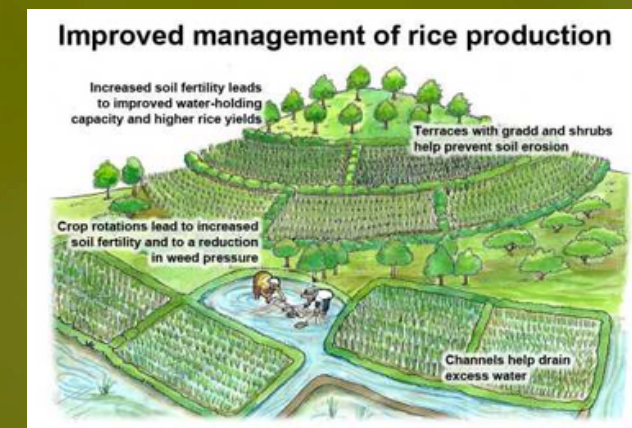 Improved management of rice production
Increased soil fertility leads
to improved water-holding
capacity and higher rice yields
Terraces with gradd and shrubs
help prevent soil erosion
Crop rotations lead to increased
soil fertility and to a reduction
in weed pressure
Channels help drain
excess water